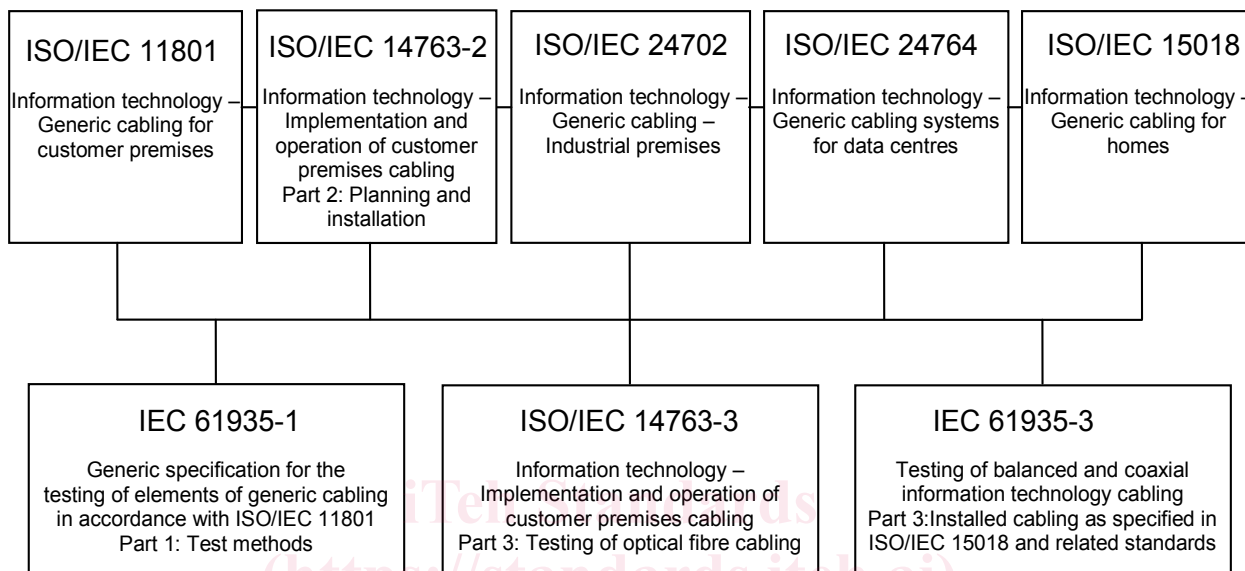 ISO/IEC 11801
Information technology –
Generic cabling for
customer premises
ISO/IEC 14763-2
Information technology –
Implementation and
operation of customer
premises cabling
Part 2: Planning and
installation
ISO/IEC 24702
Information technology –
Generic cabling –
Industrial premises
ISO/IEC 24764
Information technology –
Generic cabling systems
for data centres
ISO/IEC 15018
Information technology –
Generic cabling for
homes
IEC 61935-1
Generic specification for the
testing of elements of generic cabling
in accordance with ISO/IEC 11801
Part 1: Test methods
ISO/IEC 14763-3
Information technology –
Implementation and operation of
customer premises cabling
Part 3: Testing of optical fibre cabling
IEC 61935-3
Testing of balanced and coaxial
information technology cabling
Part 3:Installed cabling as specified in
ISO/IEC 15018 and related standards
iTeh Standards
(https://standards.iteh.ai)